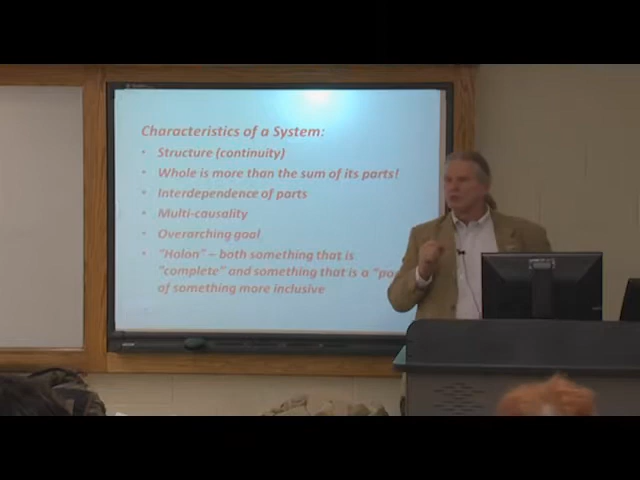 Characteristics of a System:
• Structure (continuity)
• Whole is more than the sum of its parts!
• Interdependence of parts
• Multi-causality
• Overarching goal
• "Holon" – both something that is
"complete" and something that is a
of something more inclusive